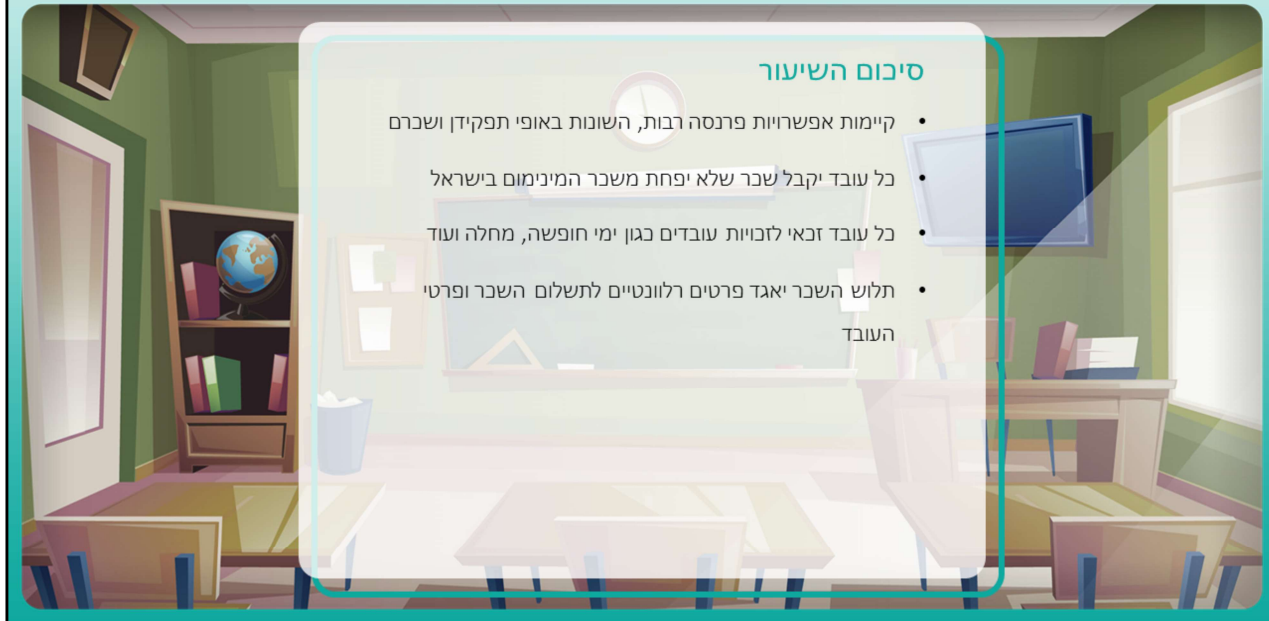 סיכום השיעור
• קיימות אפשרויות פרנסה רבות, השונות באופי תפקידן ושכרם
• כל עובד יקבל שכר שלא יפחת משכר המינימום בישראל
• כל עובד זכאי לזכויות עובדים כגון ימי חופשה, מחלה ועוד
• תלוש השכר יאגד פרטים רלוונטיים לתשלום השכר ופרטי
העובד